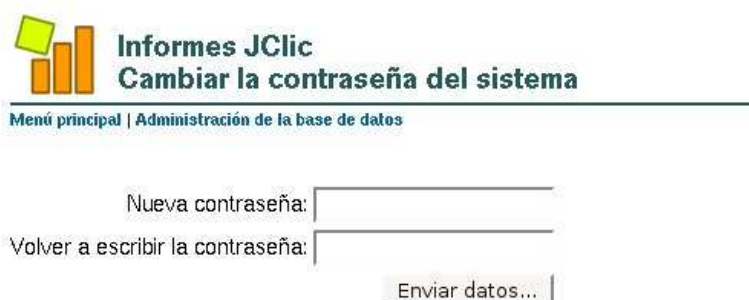 Informes JClic
Cambiar la contraseña del sistema
Menú principal | Administración de la base de datos
Nueva contraseña:
Volver a escribir la contraseña:
Enviar datos...